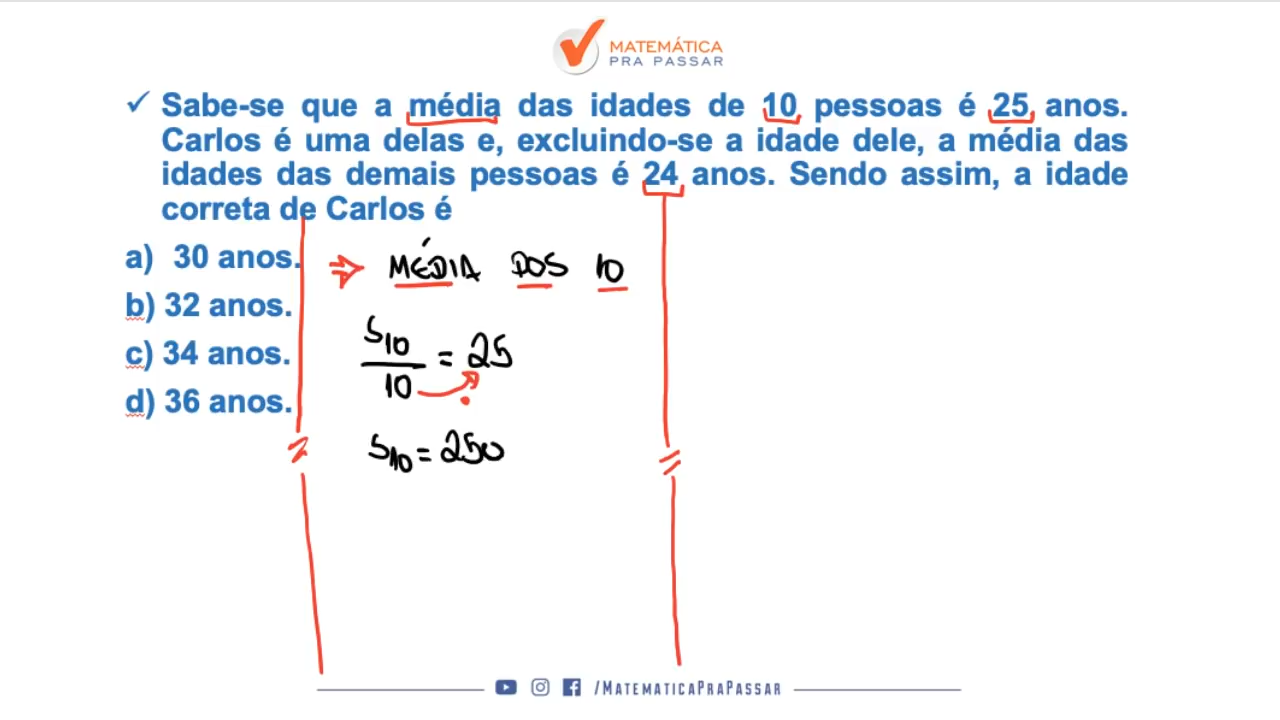 MATEMÁTICA
PRA PASSAR
✓ Sabe-se que a média das idades de 10 pessoas é 25 anos.
Carlos é uma delas e, excluindo-se a idade dele, a média das
idades das demais pessoas é 24 anos. Sendo assim, a idade
correta de Carlos é
a) 30 anos.
b) 32 anos.
c) 34 anos.
d) 36 anos.
⇒ MÉDIA DOS 10
S10
10
= 25
S10 = 250
/MATEMATICAPRAPASSAR